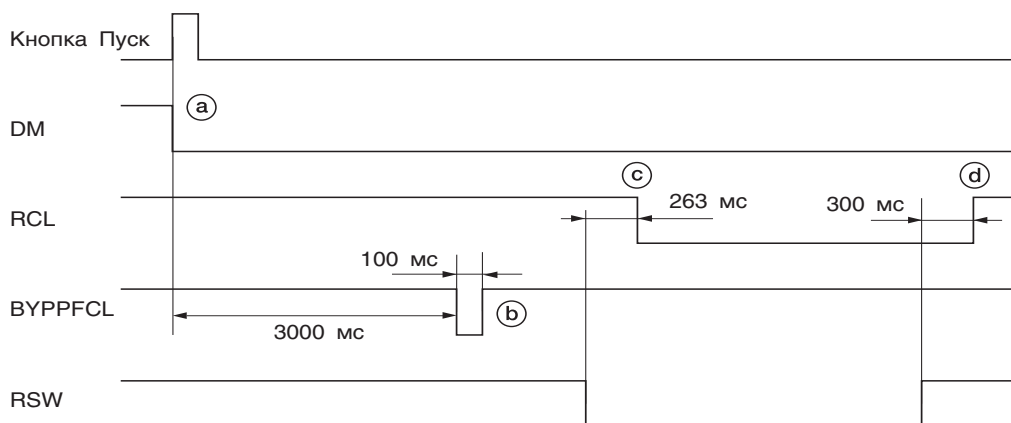 Кнопка Пуск
a
DM
c
d
RCL
263 мс
300 мс
100 мс
BYPPFCL
b
3000 мс
RSW